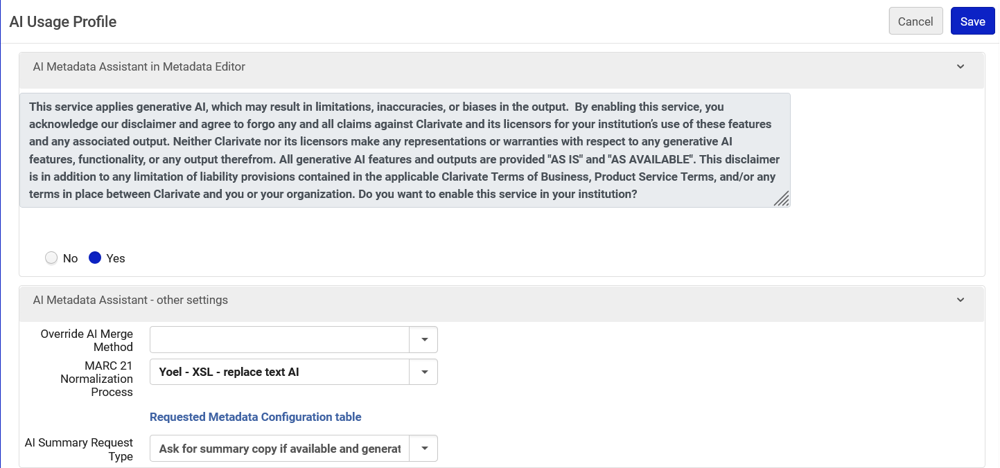 AI Usage Profile
Cancel
Save
AI Metadata Assistant in Metadata Editor
This service applies generative AI, which may result in limitations, inaccuracies, or biases in the output.  By enabling this service, you
acknowledge our disclaimer and agree to forgo any and all claims against Clarivate and its licensors for your institution’s use of these features
and any associated output. Neither Clarivate nor its licensors make any representations or warranties with respect to any generative AI
features, functionality, or any output therefrom. All generative AI features and outputs are provided "AS IS" and "AS AVAILABLE". This disclaimer
is in addition to any limitation of liability provisions contained in the applicable Clarivate Terms of Business, Product Service Terms, and/or any
terms in place between Clarivate and you or your organization. Do you want to enable this service in your institution?
No
Yes
AI Metadata Assistant - other settings
Override AI Merge
Method
MARC 21
Normalization
Process
Yoel - XSL - replace text AI
Requested Metadata Configuration table
AI Summary Request
Type
Ask for summary copy if available and generat